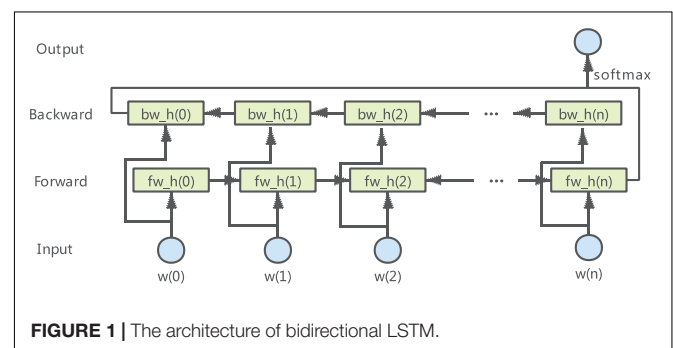 Output
softmax
Backward bw_h(0) bw_h(1) bw_h(2) ... bw_h(n)
Forward fw_h(0) fw_h(1) fw_h(2) ... fw_h(n)
Input
w(0) w(1) w(2) w(n)
FIGURE 1 | The architecture of bidirectional LSTM.